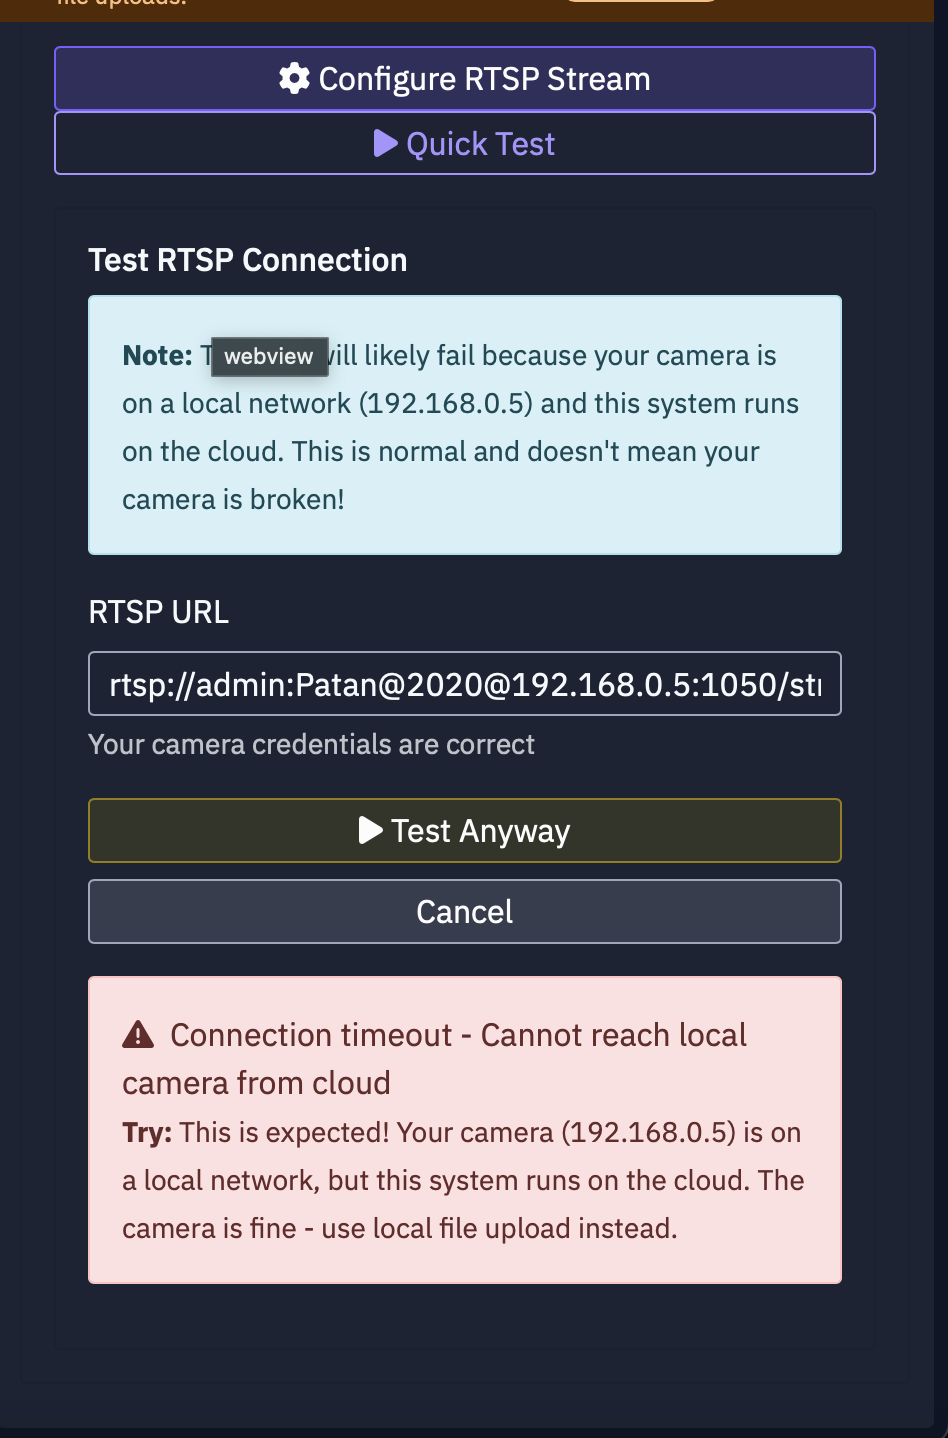 file uploads.
Configure RTSP Stream
Quick Test
Test RTSP Connection
Note: will likely fail because your camera is
webview
on a local network (192.168.0.5) and this system runs
on the cloud. This is normal and doesn't mean your
camera is broken!
RTSP URL
rtsp://admin:Patan@2020@192.168.0.5:1050/str
Your camera credentials are correct
Test Anyway
Cancel
Connection timeout - Cannot reach local
camera from cloud
Try: This is expected! Your camera (192.168.0.5) is on
a local network, but this system runs on the cloud. The
camera is fine - use local file upload instead.